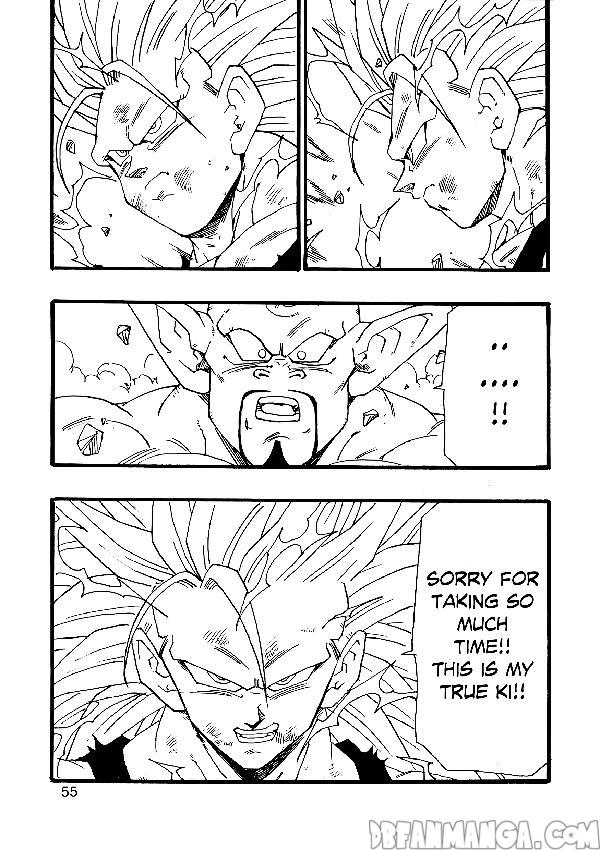 ..
....
!!
SORRY FOR
TAKING SO
MUCH
TIME!!
THIS IS MY
TRUE KI!!
55
DBFANMANGA.COM